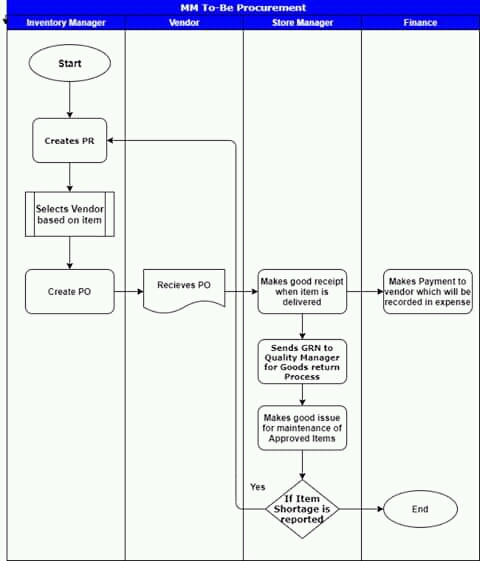 MM To-Be Procurement
Inventory Manager
Vendor
Store Manager
Finance
Start
Creates PR
Selects Vendor
based on item
Create PO
Recieves PO
Makes good receipt
when item is
delivered
Makes Payment to
vendor which will be
recorded in expense
Sends GRN to
Quality Manager
for Goods return
Process
Makes good issue
for maintenance of
Approved Items
Yes
If Item
Shortage is
reported
End